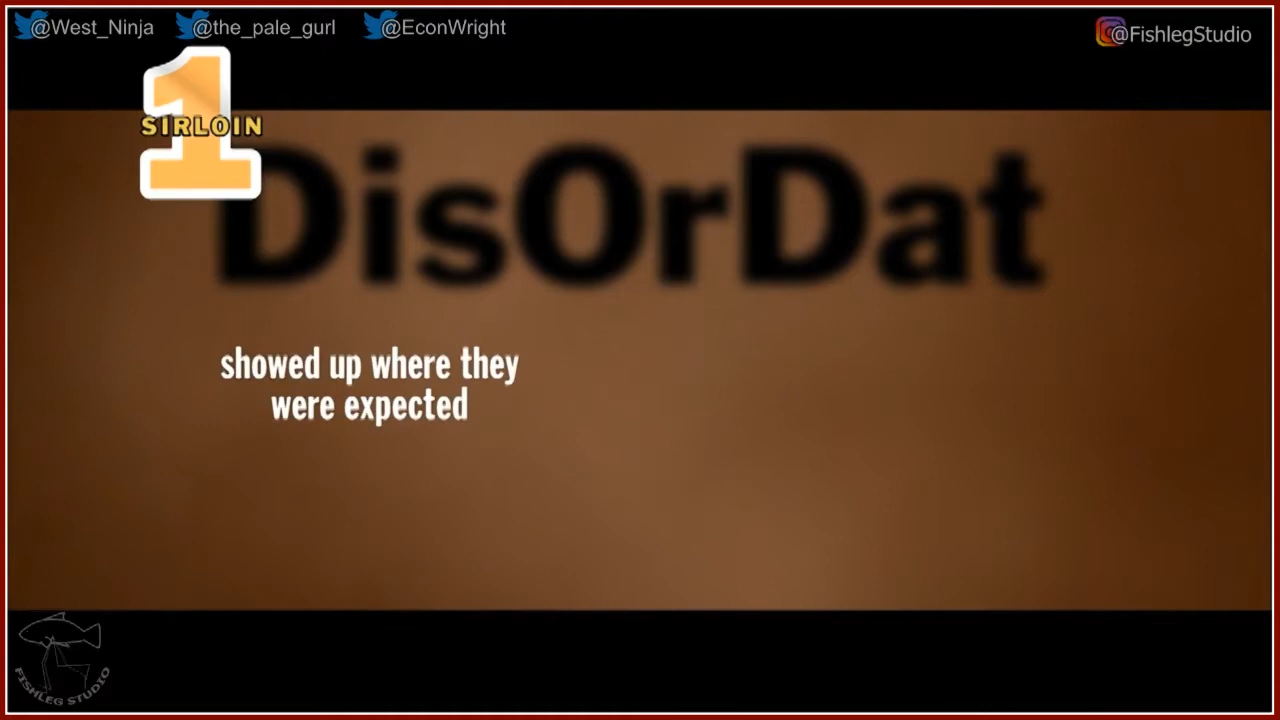 @West_Ninja @the_pale_gurl @EconWright
@FishlegStudio
1
SIRLOIN
DisOrDat
showed up where they
were expected
FISHLEG STUDIO